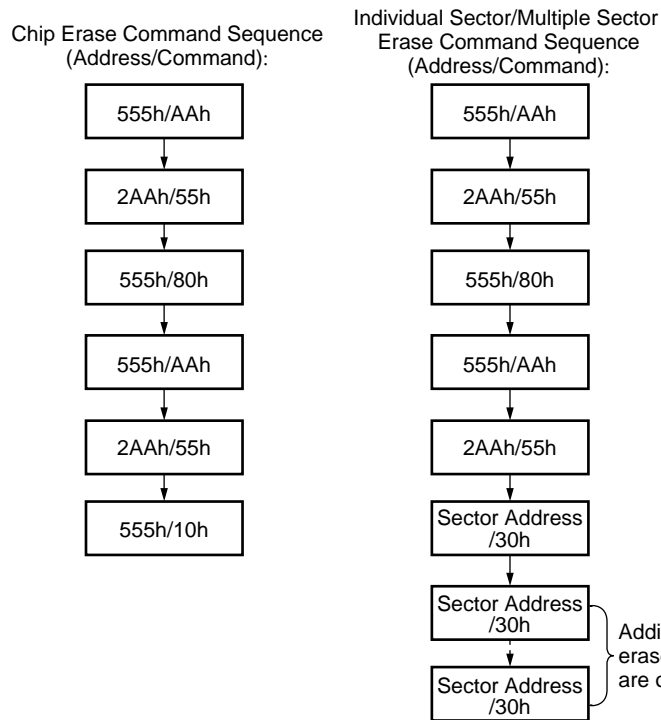 Chip Erase Command Sequence
(Address/Command):
555h/AAh
2AAh/55h
555h/80h
555h/AAh
2AAh/55h
555h/10h
Individual Sector/Multiple Sector
Erase Command Sequence
(Address/Command):
555h/AAh
2AAh/55h
555h/80h
555h/AAh
2AAh/55h
Sector Address
/30h
Sector Address
/30h
Sector Address
/30h
are